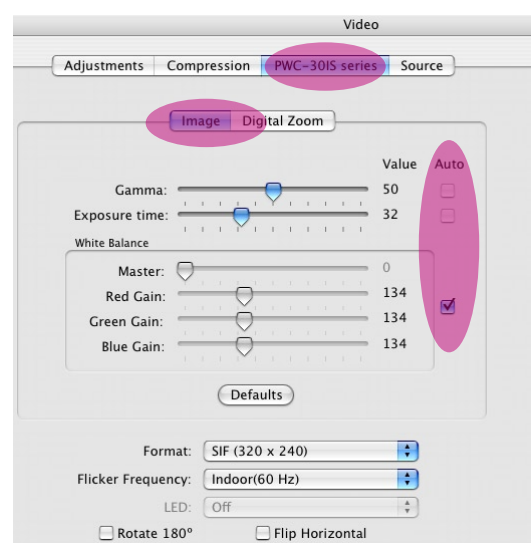 Video
Adjustments Compression PWC-30IS series Source
Image Digital Zoom
Value Auto
Gamma: 50
Exposure time: 32
White Balance
Master: 0
Red Gain: 134
Green Gain: 134
Blue Gain: 134
Defaults
Format: SIF (320 x 240)
Flicker Frequency: Indoor(60 Hz)
LED: Off
Rotate 180° Flip Horizontal